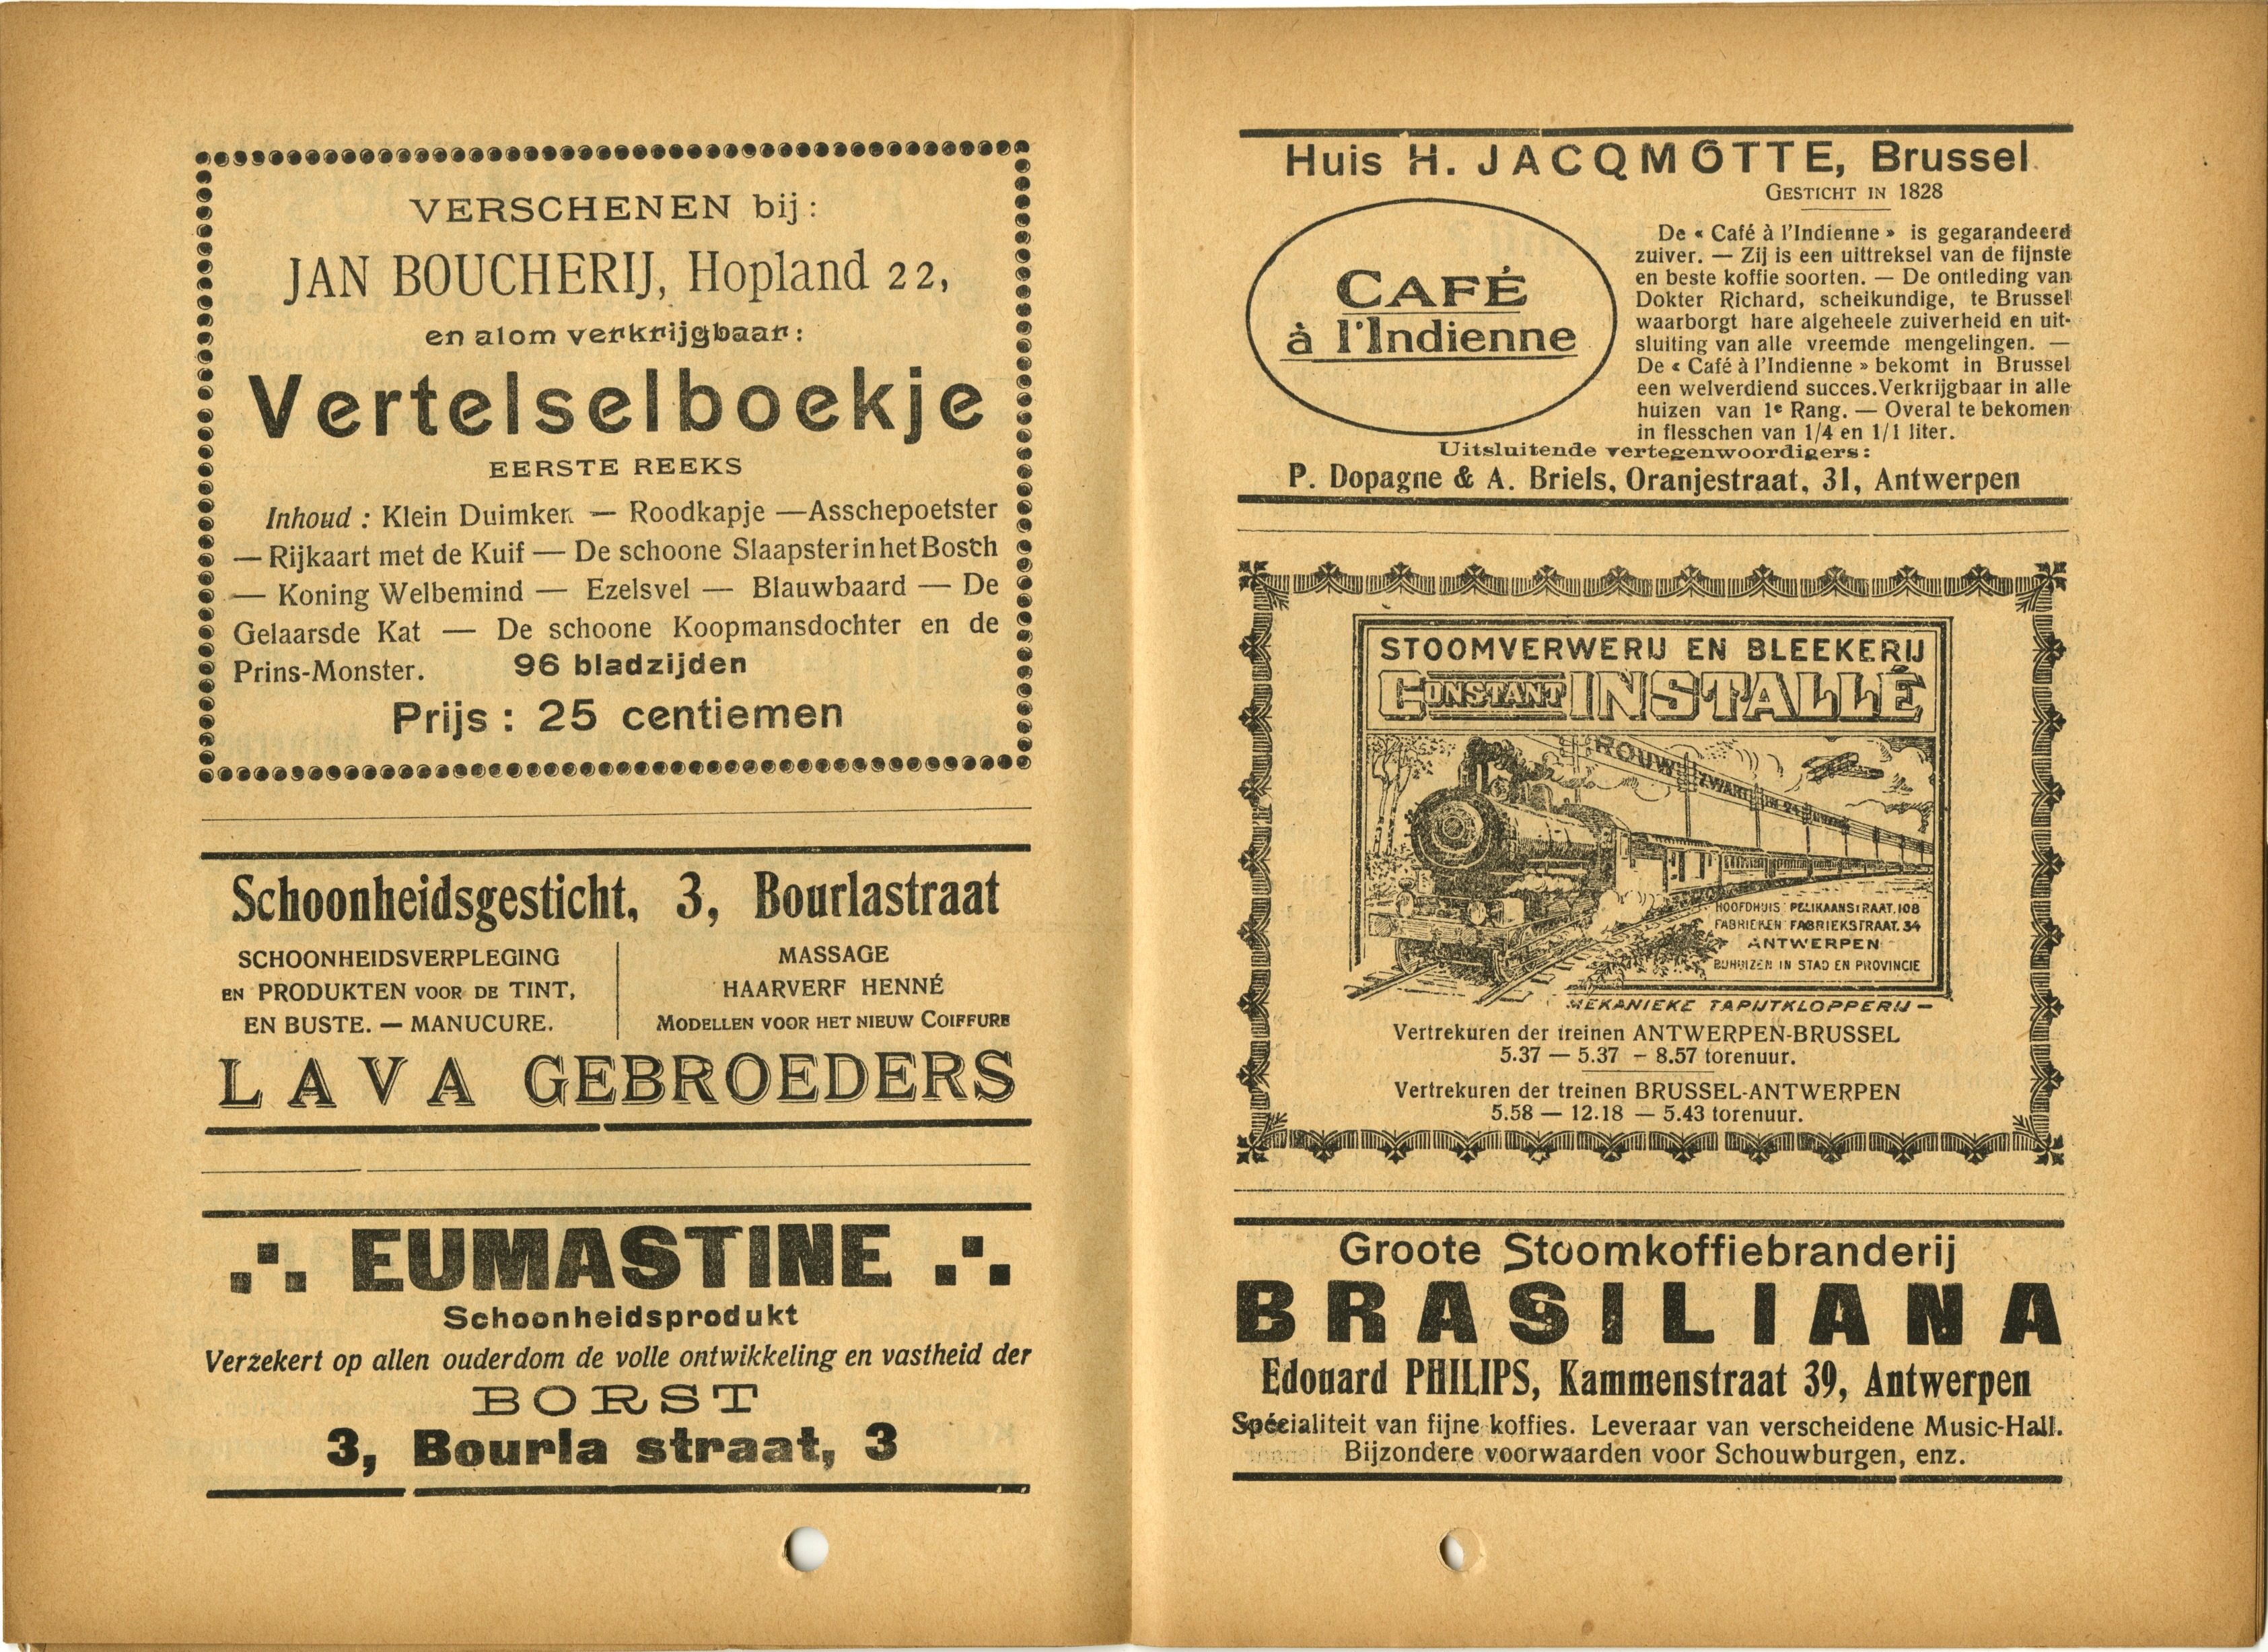 VERSCHENEN bij :
JAN BOUCHERIJ, Hopland 22,
en alom verkrijgbaar :
Vertelselboekje
EERSTE REEKS
Inhoud : Klein Duimken — Roodkapje —Asschepoetster
— Rijkaart met de Kuif — De schoone Slaapster in het Bosch
— Koning Welbemind — Ezelsvel — Blauwbaard — De
Gelaarsde Kat — De schoone Koopmansdochter en de
Prins-Monster. 96 bladzijden
Prijs : 25 centiemen
Schoonheidsgesticht, 3, Bourlastraat
SCHOONHEIDSVERPLEGING
EN PRODUKTEN VOOR DE TINT,
EN BUSTE. — MANUCURE.
MASSAGE
HAARVERF HENNÉ
MODELLEN VOOR HET NIEUW COIFFURE
LAVA GEBROEDERS
EUMASTINE
Schoonheidsprodukt
Verzekert op allen ouderdom de volle ontwikkeling en vastheid der
BORST
3, Bourla straat, 3
Huis H. JACQMOTTE, Brussel.
GESTICHT IN 1828
CAFÉ
à l'Indienne
De « Café à l'Indienne » is gegarandeerd
zuiver. — Zij is een uittreksel van de fijnste
en beste koffie soorten. — De ontleding van
Dokter Richard, scheikundige, te Brussel
waarborgt hare algeheele zuiverheid en uit-
sluiting van alle vreemde mengelingen. —
De « Café à l'Indienne » bekomt in Brussel
een welverdiend succes. Verkrijgbaar in alle
huizen van 1e Rang. — Overal te bekomen
in flesschen van 1/4 en 1/1 liter.
Uitsluitende vertegenwoordigers :
P. Dopagne & A. Briels, Oranjestraat, 31, Antwerpen
STOOMVERWERIJ EN BLEEKERIJ
CONSTANT INSTALLÉ
ROUW ZWART IN 24
HOOFDHUIS PELIKAANSTRAAT, 108
FABRIEKEN FABRIEKSTRAAT, 34
ANTWERPEN
BIJHUIZEN IN STAD EN PROVINCIE
MEKANIEKE TAPIJTKLOPPERIJ —
Vertrekuren der treinen ANTWERPEN-BRUSSEL
5.37 — 5.37 — 8.57 torenuur.
Vertrekuren der treinen BRUSSEL-ANTWERPEN
5.58 — 12.18 — 5.43 torenuur.
Groote Stoomkoffiebranderij
BRASILIANA
Edouard PHILIPS, Kammenstraat 39, Antwerpen
Spécialiteit van fijne koffies. Leveraar van verscheidene Music-Hall.
Bijzondere voorwaarden voor Schouwburgen, enz.